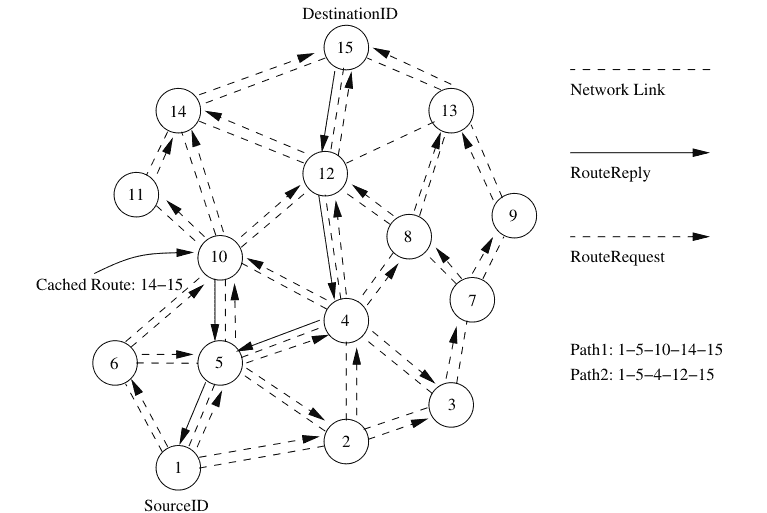 DestinationID
15
14
13
Network Link
12
RouteReply
11
9
8
10
RouteRequest
Cached Route: 14–15
7
4
Path1: 1–5–10–14–15
6
5
Path2: 1–5–4–12–15
3
2
1
SourceID